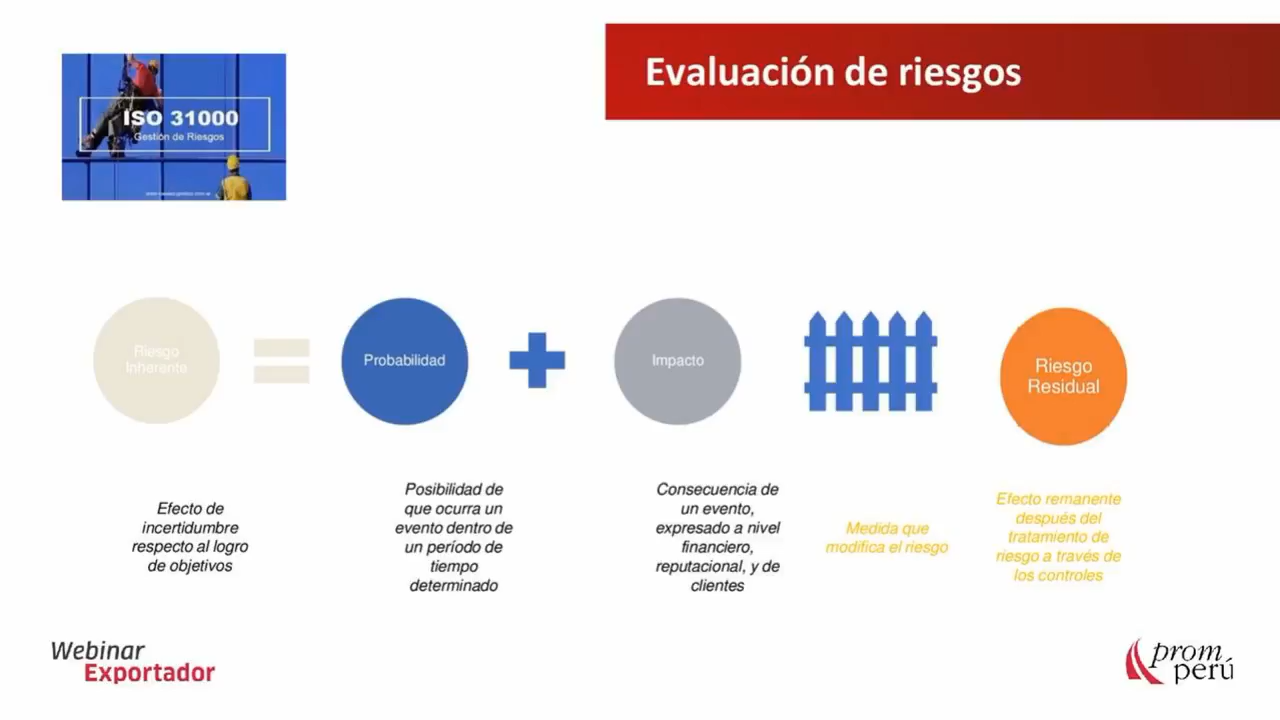 Evaluación de riesgos
ISO 31000
Gestión de Riesgos
Riesgo
Inherente
Probabilidad
Impacto
Riesgo
Residual
Efecto de
incertidumbre
respecto al logro
de objetivos
Posibilidad de
que ocurra un
evento dentro de
un período de
tiempo
determinado
Consecuencia de
un evento,
expresado a nivel
financiero,
reputacional, y de
clientes
Medida que
modifica el riesgo
Efecto remanente
después del
tratamiento de
riesgo a través de
los controles
Webinar
Exportador
prom
perú